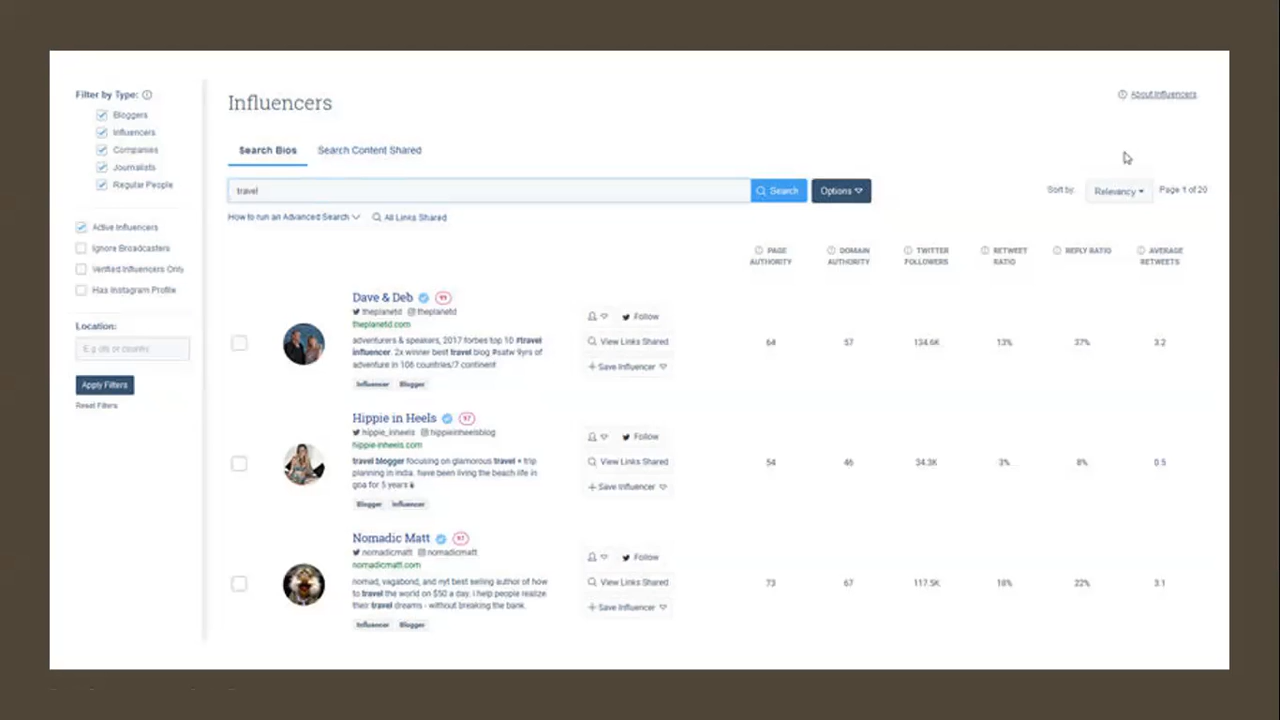 Filter by Type:
Bloggers
Influencers
Companies
Journalists
Regular People
Active Influencers
Ignore Broadcasters
Verified Influencers Only
Has Instagram Profile
Location:
E.g city or country
Apply Filters
Reset Filters
Influencers
About Influencers
Search Bios Search Content Shared
travel Search Options Sort by: Relevancy Page 1 of 20
How to run an Advanced Search All Links Shared
PAGE AUTHORITY DOMAIN AUTHORITY TWITTER FOLLOWERS RETWEET RATIO REPLY RATIO AVERAGE RETWEETS
Dave & Deb
theplanetd theplanetd
theplanetd.com
adventurers & speakers, 2017 forbes top 10 #travel
influencer. 2x winner best travel blog #satw 9yrs of
adventure in 106 countries/7 continent
Influencer Blogger
Follow
View Links Shared
+ Save Influencer
64 57 134.6K 13% 37% 3.2
Hippie in Heels 97
hippie_inheels hippieinheelsblog
hippie-inheels.com
travel blogger focusing on glamorous travel + trip
planning in india. have been living the beach life in
goa for 5 years
Blogger Influencer
Follow
View Links Shared
+ Save Influencer
54 46 34.3K 3% 8% 0.5
Nomadic Matt
nomadicmatt nomadicmatt
nomadicmatt.com
nomad, vagabond, and nyt best selling author of how
to travel the world on $50 a day. i help people realize
their travel dreams - without breaking the bank.
Influencer Blogger
Follow
View Links Shared
+ Save Influencer
73 67 117.5K 18% 22% 3.1